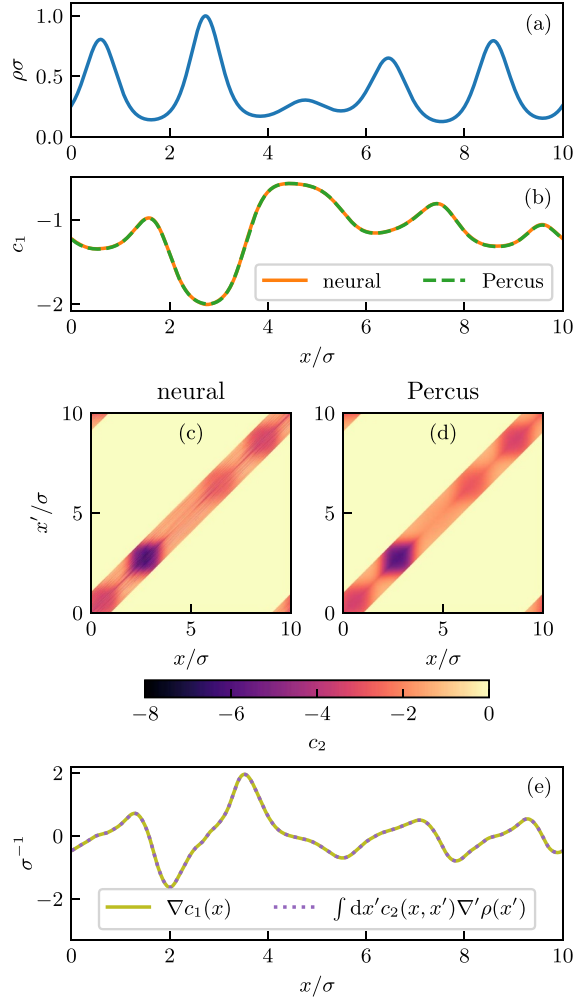 (a)
ρσ
1.0
0.5
0.0
0 2 4 6 8 10
(b)
c₁
−1
−2
neural Percus
0 2 4 6 8 10
x/σ
neural Percus
(c) (d)
x′/σ
10
5
0
0 5 10 0 5 10
x/σ x/σ
−8 −6 −4 −2 0
c₂
(e)
σ⁻¹
2
0
−2
∇c₁(x) ∫ dx′c₂(x, x′)∇′ρ(x′)
0 2 4 6 8 10
x/σ